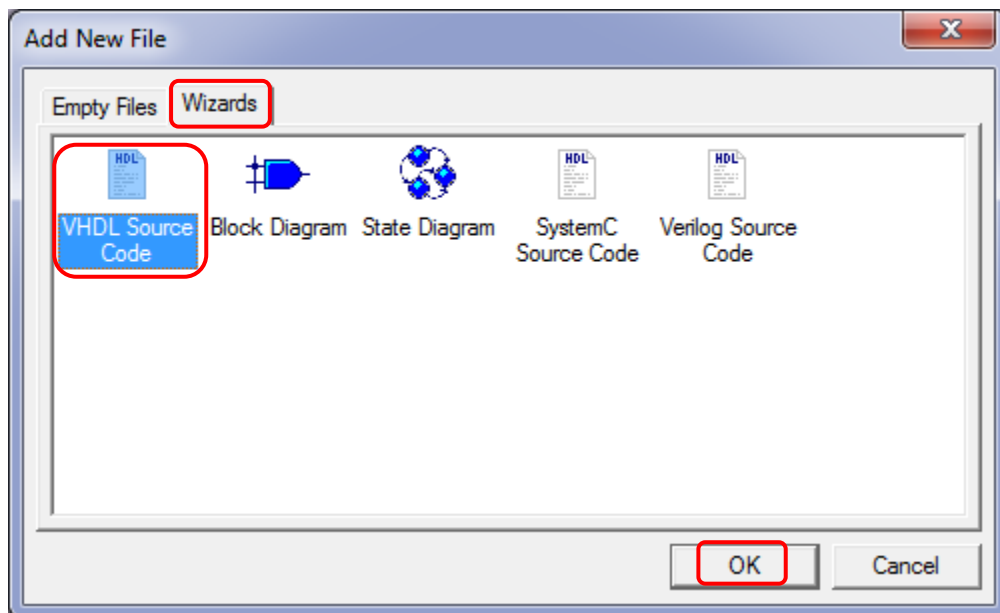 Add New File
Empty Files Wizards
HDL HDL HDL
VHDL Source Block Diagram State Diagram SystemC Verilog Source
Code Source Code Code
OK Cancel